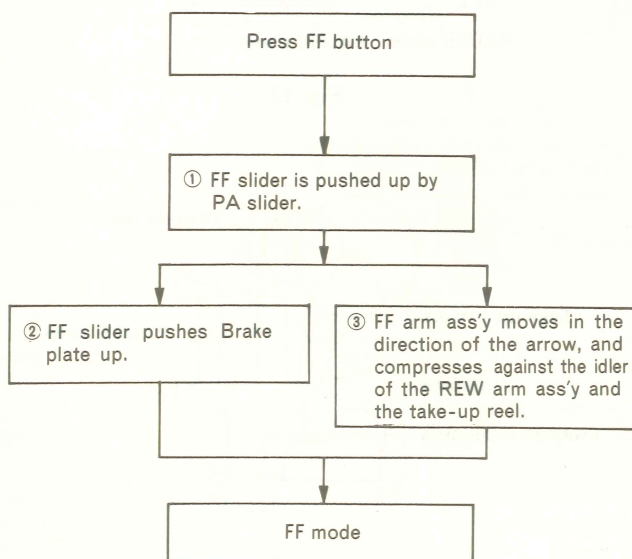 Press FF button
① FF slider is pushed up by
PA slider.
② FF slider pushes Brake
plate up.
③ FF arm ass'y moves in the
direction of the arrow, and
compresses against the idler
of the REW arm ass'y and
the take-up reel.
FF mode